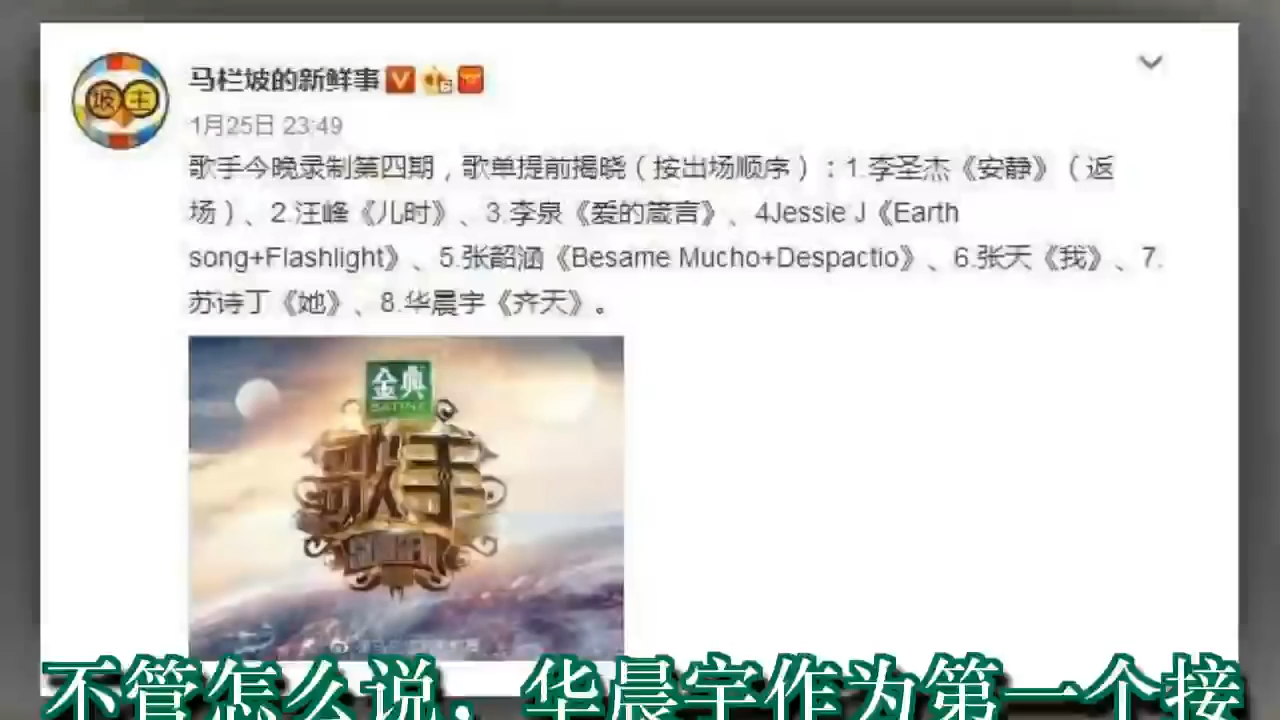 马栏坡的新鲜事
1月25日 23:49
歌手今晚录制第四期，歌单提前揭晓（按出场顺序）：1.李圣杰《安静》（返
场）、2.汪峰《儿时》、3.李泉《爱的箴言》、4Jessie J《Earth
song+Flashlight》、5.张韶涵《Besame Mucho+Despactio》、6.张天《我》、7.
苏诗丁《她》、8.华晨宇《齐天》。
坡主
金典
SATINE
歌手
不管怎么说，华晨宇作为第一个接